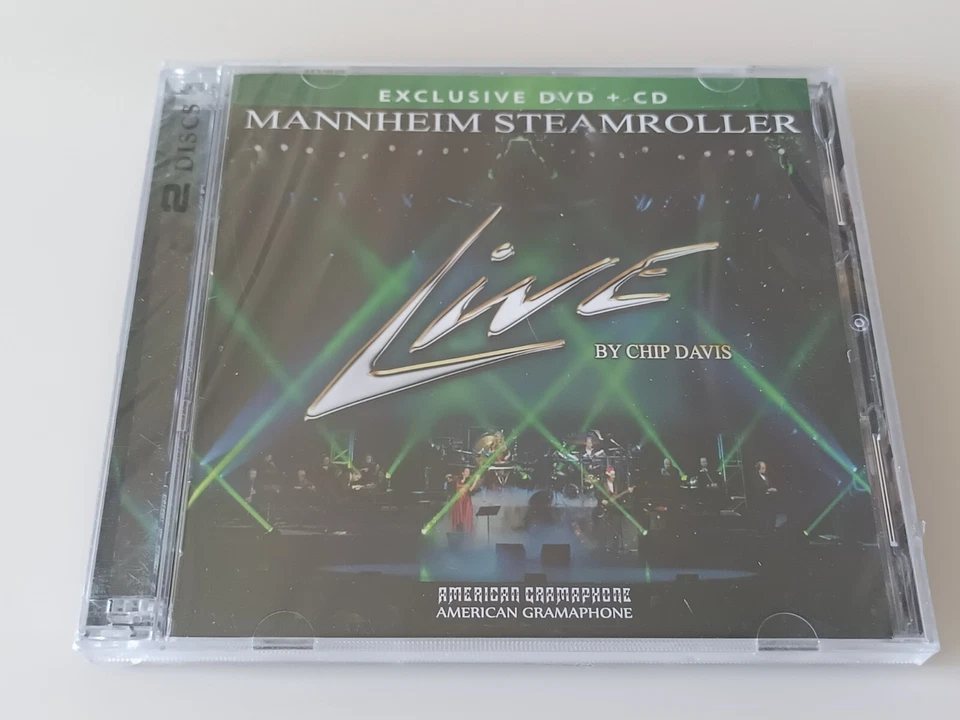 EXCLUSIVE DVD + CD
MANNHEIM STEAMROLLER
2 DISCS
LIVE
BY CHIP DAVIS
AMERICAN GRAMAPHONE
AMERICAN GRAMAPHONE